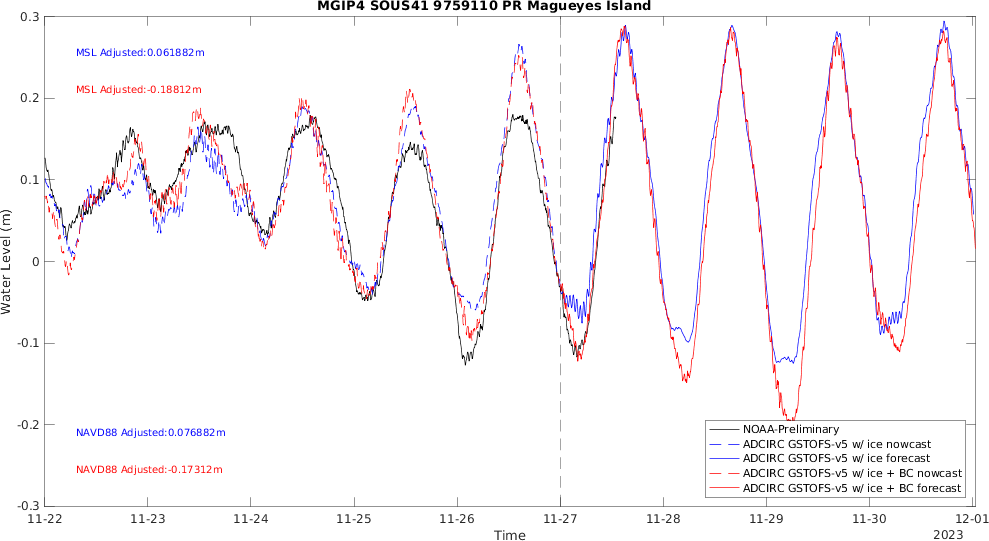 MGIP4 SOUS41 9759110 PR Magueyes Island
0.3
MSL Adjusted:0.061882m
MSL Adjusted:-0.18812m
0.2
0.1
Water Level (m)
0
-0.1
-0.2
NAVD88 Adjusted:0.076882m
NAVD88 Adjusted:-0.17312m
NOAA-Preliminary
ADCIRC GSTOFS-v5 w/ ice nowcast
ADCIRC GSTOFS-v5 w/ ice forecast
ADCIRC GSTOFS-v5 w/ ice + BC nowcast
ADCIRC GSTOFS-v5 w/ ice + BC forecast
-0.3
11-22 11-23 11-24 11-25 11-26 11-27 11-28 11-29 11-30 12-01
Time
2023